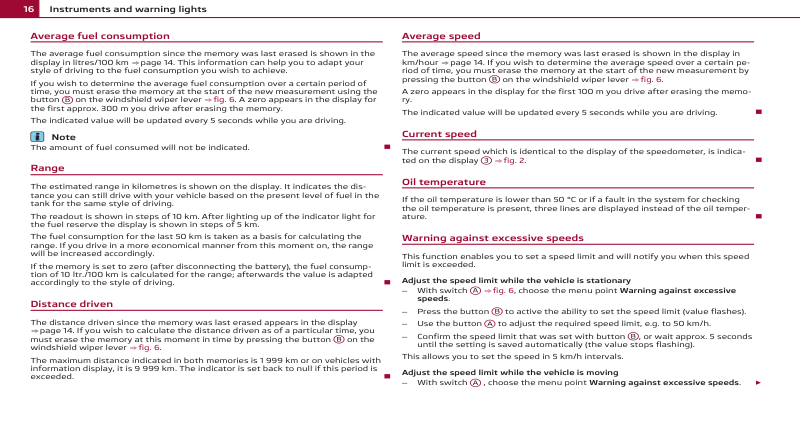 16 Instruments and warning lights
Average fuel consumption
The average fuel consumption since the memory was last erased is shown in the
display in litres/100 km ⇒ page 14. This information can help you to adapt your
style of driving to the fuel consumption you wish to achieve.
If you wish to determine the average fuel consumption over a certain period of
time, you must erase the memory at the start of the new measurement using the
button B on the windshield wiper lever ⇒ fig. 6. A zero appears in the display for
the first approx. 300 m you drive after erasing the memory.
The indicated value will be updated every 5 seconds while you are driving.
Note
The amount of fuel consumed will not be indicated.
Range
The estimated range in kilometres is shown on the display. It indicates the dis-
tance you can still drive with your vehicle based on the present level of fuel in the
tank for the same style of driving.
The readout is shown in steps of 10 km. After lighting up of the indicator light for
the fuel reserve the display is shown in steps of 5 km.
The fuel consumption for the last 50 km is taken as a basis for calculating the
range. If you drive in a more economical manner from this moment on, the range
will be increased accordingly.
If the memory is set to zero (after disconnecting the battery), the fuel consump-
tion of 10 ltr./100 km is calculated for the range; afterwards the value is adapted
accordingly to the style of driving.
Distance driven
The distance driven since the memory was last erased appears in the display
⇒ page 14. If you wish to calculate the distance driven as of a particular time, you
must erase the memory at this moment in time by pressing the button B on the
windshield wiper lever ⇒ fig. 6.
The maximum distance indicated in both memories is 1 999 km or on vehicles with
information display, it is 9 999 km. The indicator is set back to null if this period is
exceeded.
Average speed
The average speed since the memory was last erased is shown in the display in
km/hour ⇒ page 14. If you wish to determine the average speed over a certain pe-
riod of time, you must erase the memory at the start of the new measurement by
pressing the button B on the windshield wiper lever ⇒ fig. 6.
A zero appears in the display for the first 100 m you drive after erasing the memo-
ry.
The indicated value will be updated every 5 seconds while you are driving.
Current speed
The current speed which is identical to the display of the speedometer, is indica-
ted on the display 3 ⇒ fig. 2.
Oil temperature
If the oil temperature is lower than 50 °C or if a fault in the system for checking
the oil temperature is present, three lines are displayed instead of the oil temper-
ature.
Warning against excessive speeds
This function enables you to set a speed limit and will notify you when this speed
limit is exceeded.
Adjust the speed limit while the vehicle is stationary
– With switch A ⇒ fig. 6, choose the menu point Warning against excessive
speeds.
– Press the button B to active the ability to set the speed limit (value flashes).
– Use the button A to adjust the required speed limit, e.g. to 50 km/h.
– Confirm the speed limit that was set with button B, or wait approx. 5 seconds
until the setting is saved automatically (the value stops flashing).
This allows you to set the speed in 5 km/h intervals.
Adjust the speed limit while the vehicle is moving
– With switch A , choose the menu point Warning against excessive speeds.